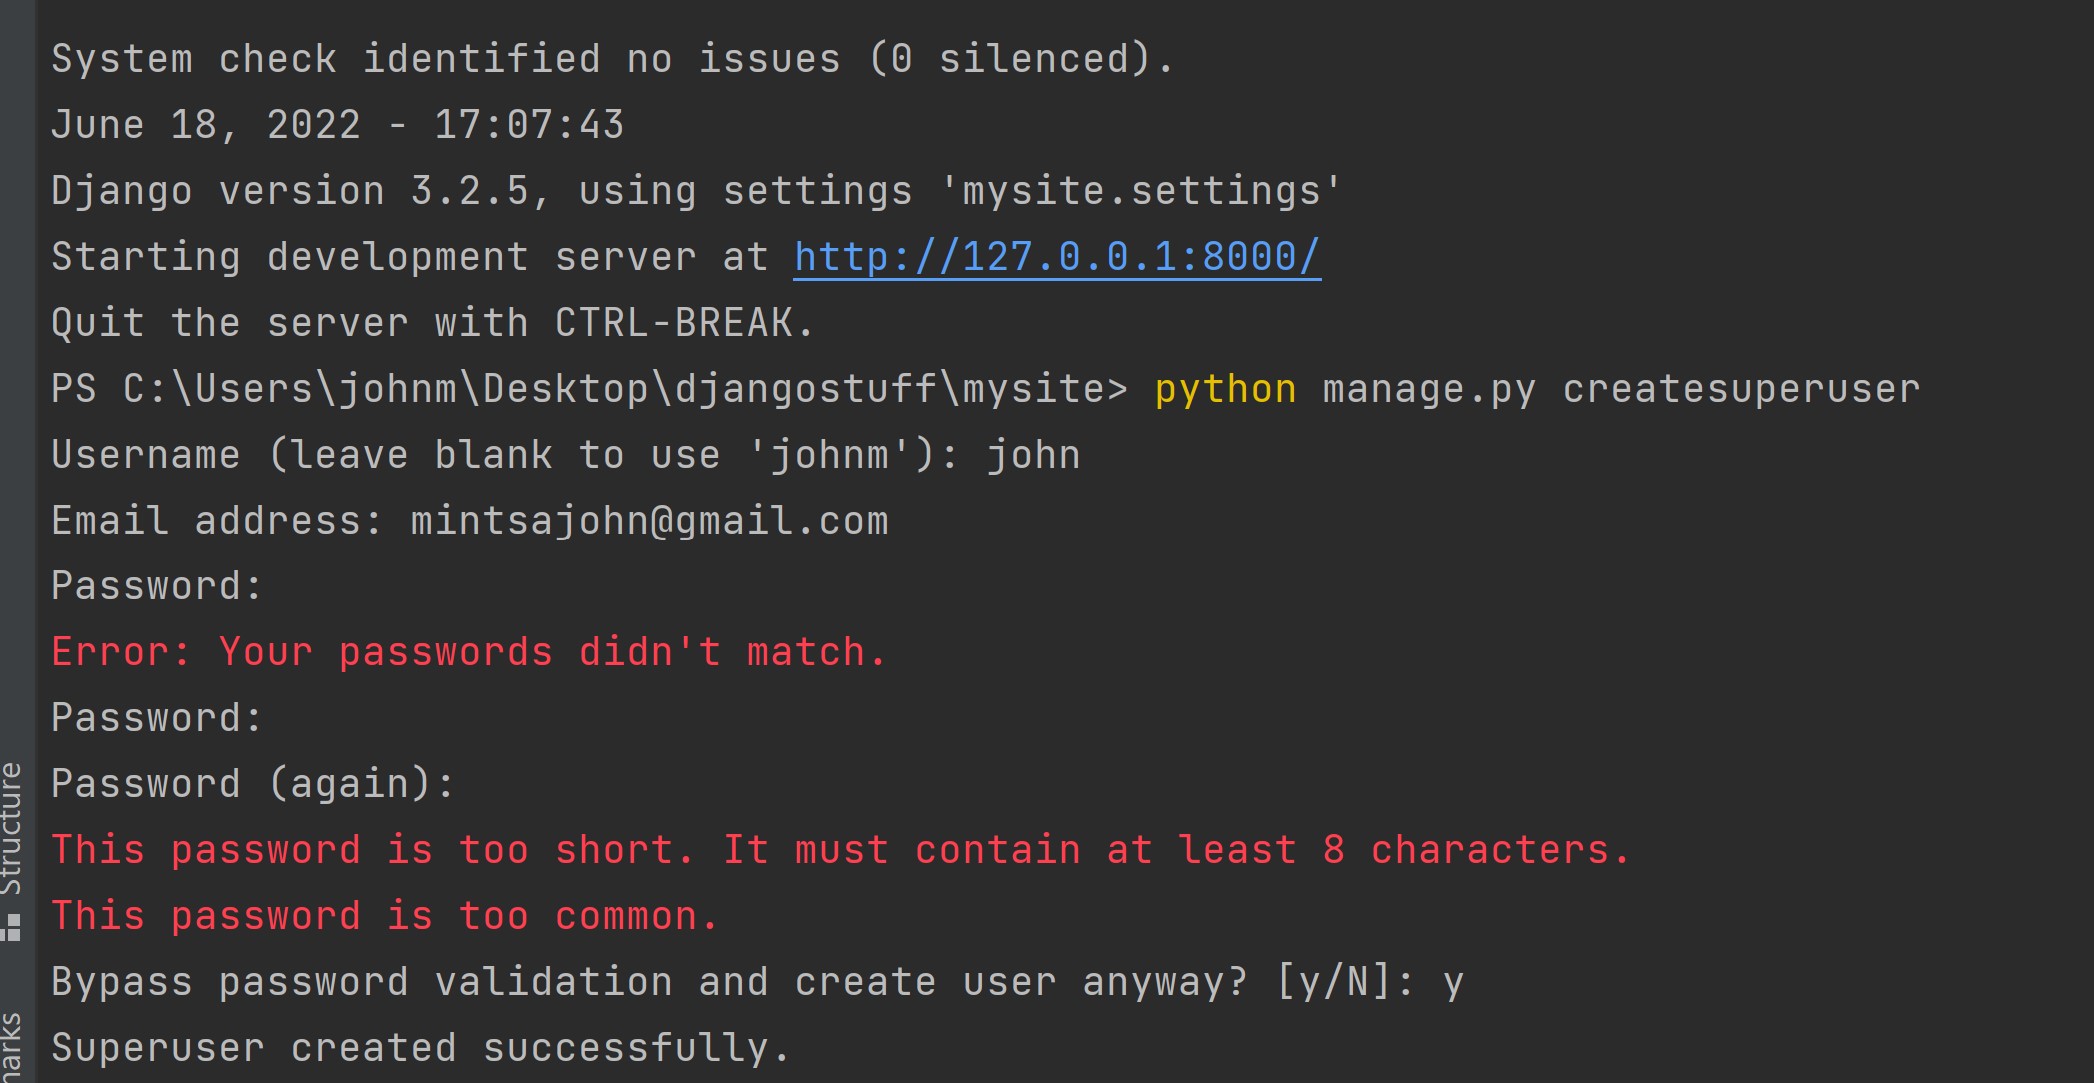 System check identified no issues (0 silenced).
June 18, 2022 - 17:07:43
Django version 3.2.5, using settings 'mysite.settings'
Starting development server at http://127.0.0.1:8000/
Quit the server with CTRL-BREAK.
PS C:\Users\johnm\Desktop\djangostuff\mysite> python manage.py createsuperuser
Username (leave blank to use 'johnm'): john
Email address: mintsajohn@gmail.com
Password:
Error: Your passwords didn't match.
Password:
Password (again):
This password is too short. It must contain at least 8 characters.
This password is too common.
Bypass password validation and create user anyway? [y/N]: y
Superuser created successfully.
Structure